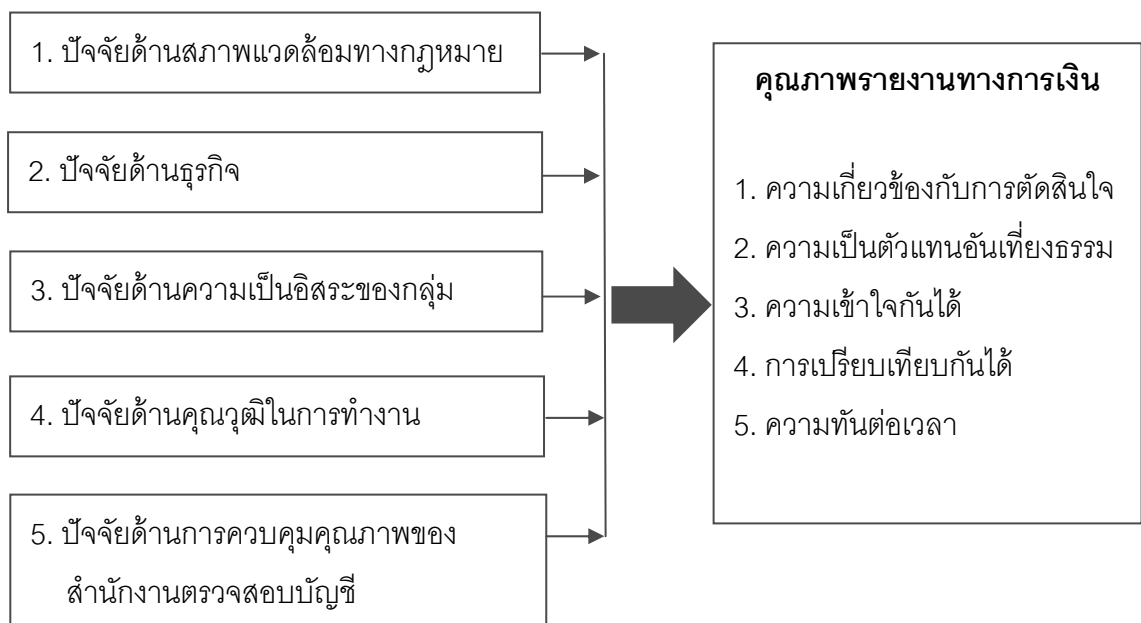 1. ปัจจัยด้านสภาพแวดล้อมทางกฎหมาย
2. ปัจจัยด้านธุรกิจ
3. ปัจจัยด้านความเป็นอิสระของกลุ่ม
4. ปัจจัยด้านคุณวุฒิในการทำงาน
5. ปัจจัยด้านการควบคุมคุณภาพของ
สำนักงานตรวจสอบบัญชี
คุณภาพรายงานทางการเงิน
1. ความเกี่ยวข้องกับการตัดสินใจ
2. ความเป็นตัวแทนอันเที่ยงธรรม
3. ความเข้าใจกันได้
4. การเปรียบเทียบกันได้
5. ความทันต่อเวลา